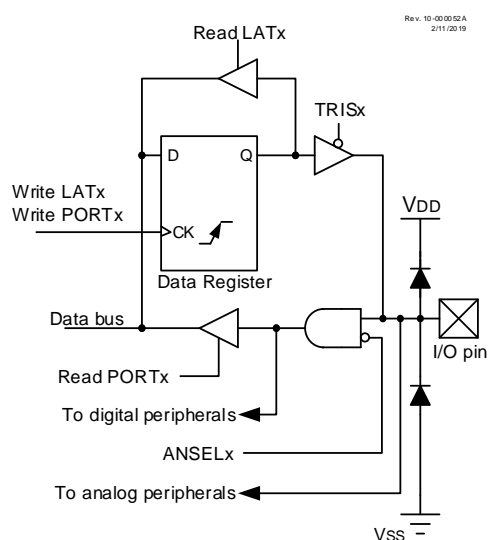 Rev. 10-000052A
2/11/2019
Read LATx
TRISx
D Q
Write LATx
Write PORTx
CK
VDD
Data Register
Data bus
I/O pin
Read PORTx
To digital peripherals
ANSELx
To analog peripherals
VSS